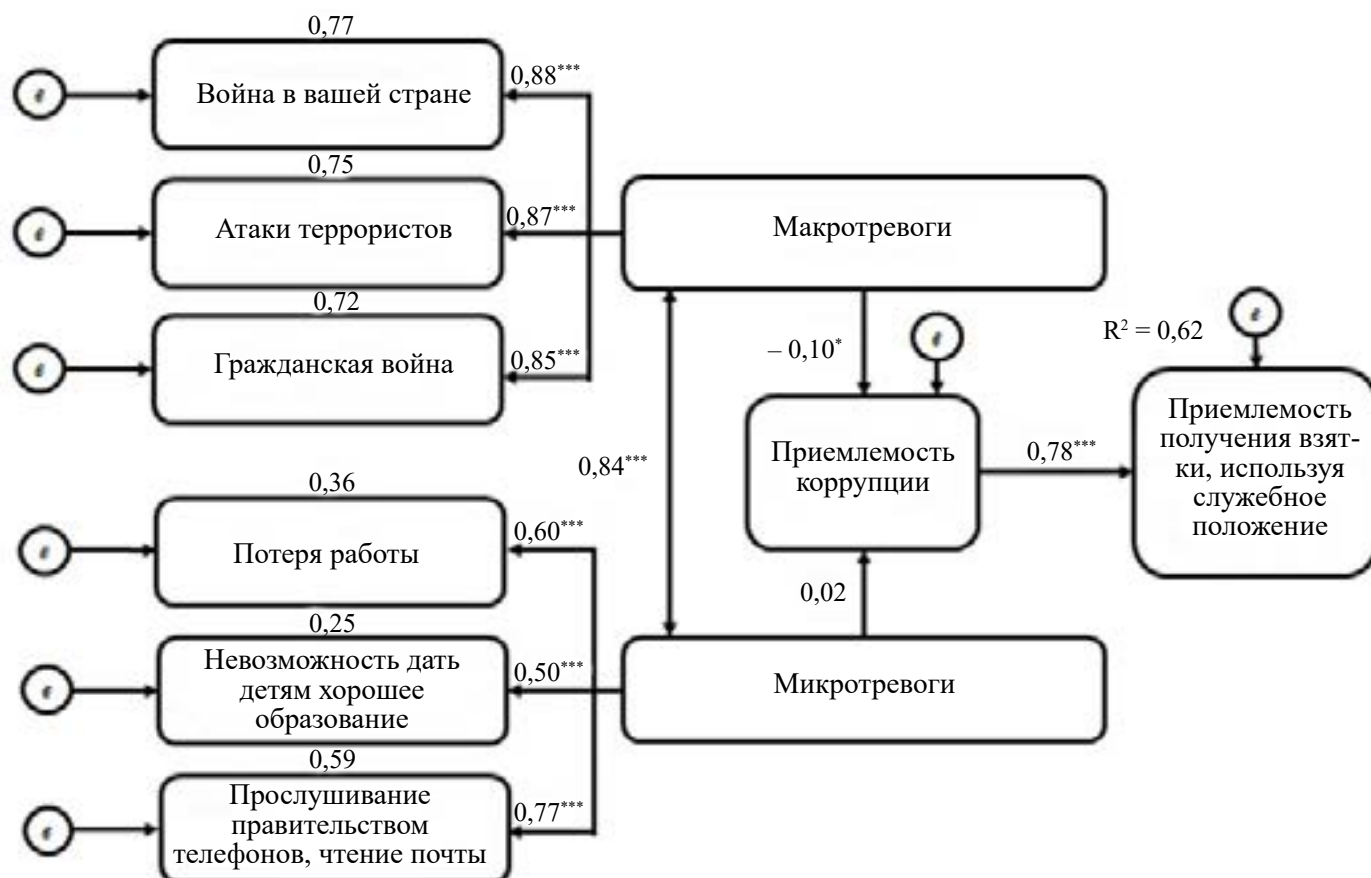 0,77
Война в вашей стране
0,88***
0,75
Атаки террористов
0,87***
0,72
Гражданская война
0,85***
Макротревоги
– 0,10*
R² = 0,62
0,84***
Приемлемость
коррупции
0,78***
Приемлемость
получения взят-
ки, используя
служебное
положение
0,02
0,36
Потеря работы
0,60***
0,25
Невозможность дать
детям хорошее
образование
0,50***
Микротревоги
0,59
Прослушивание
правительством
телефонов, чтение почты
0,77***